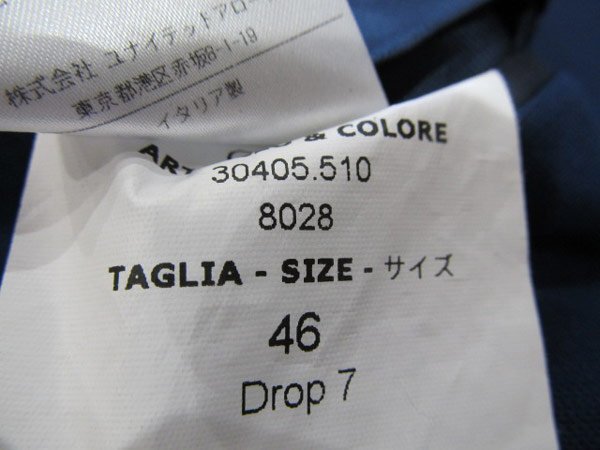 株式会社 ユナイテッドアロー
東京都港区赤坂8-1-19
イタリア製
& COLORE
30405.510
8028
TAGLIA - SIZE - サイズ
46
Drop 7